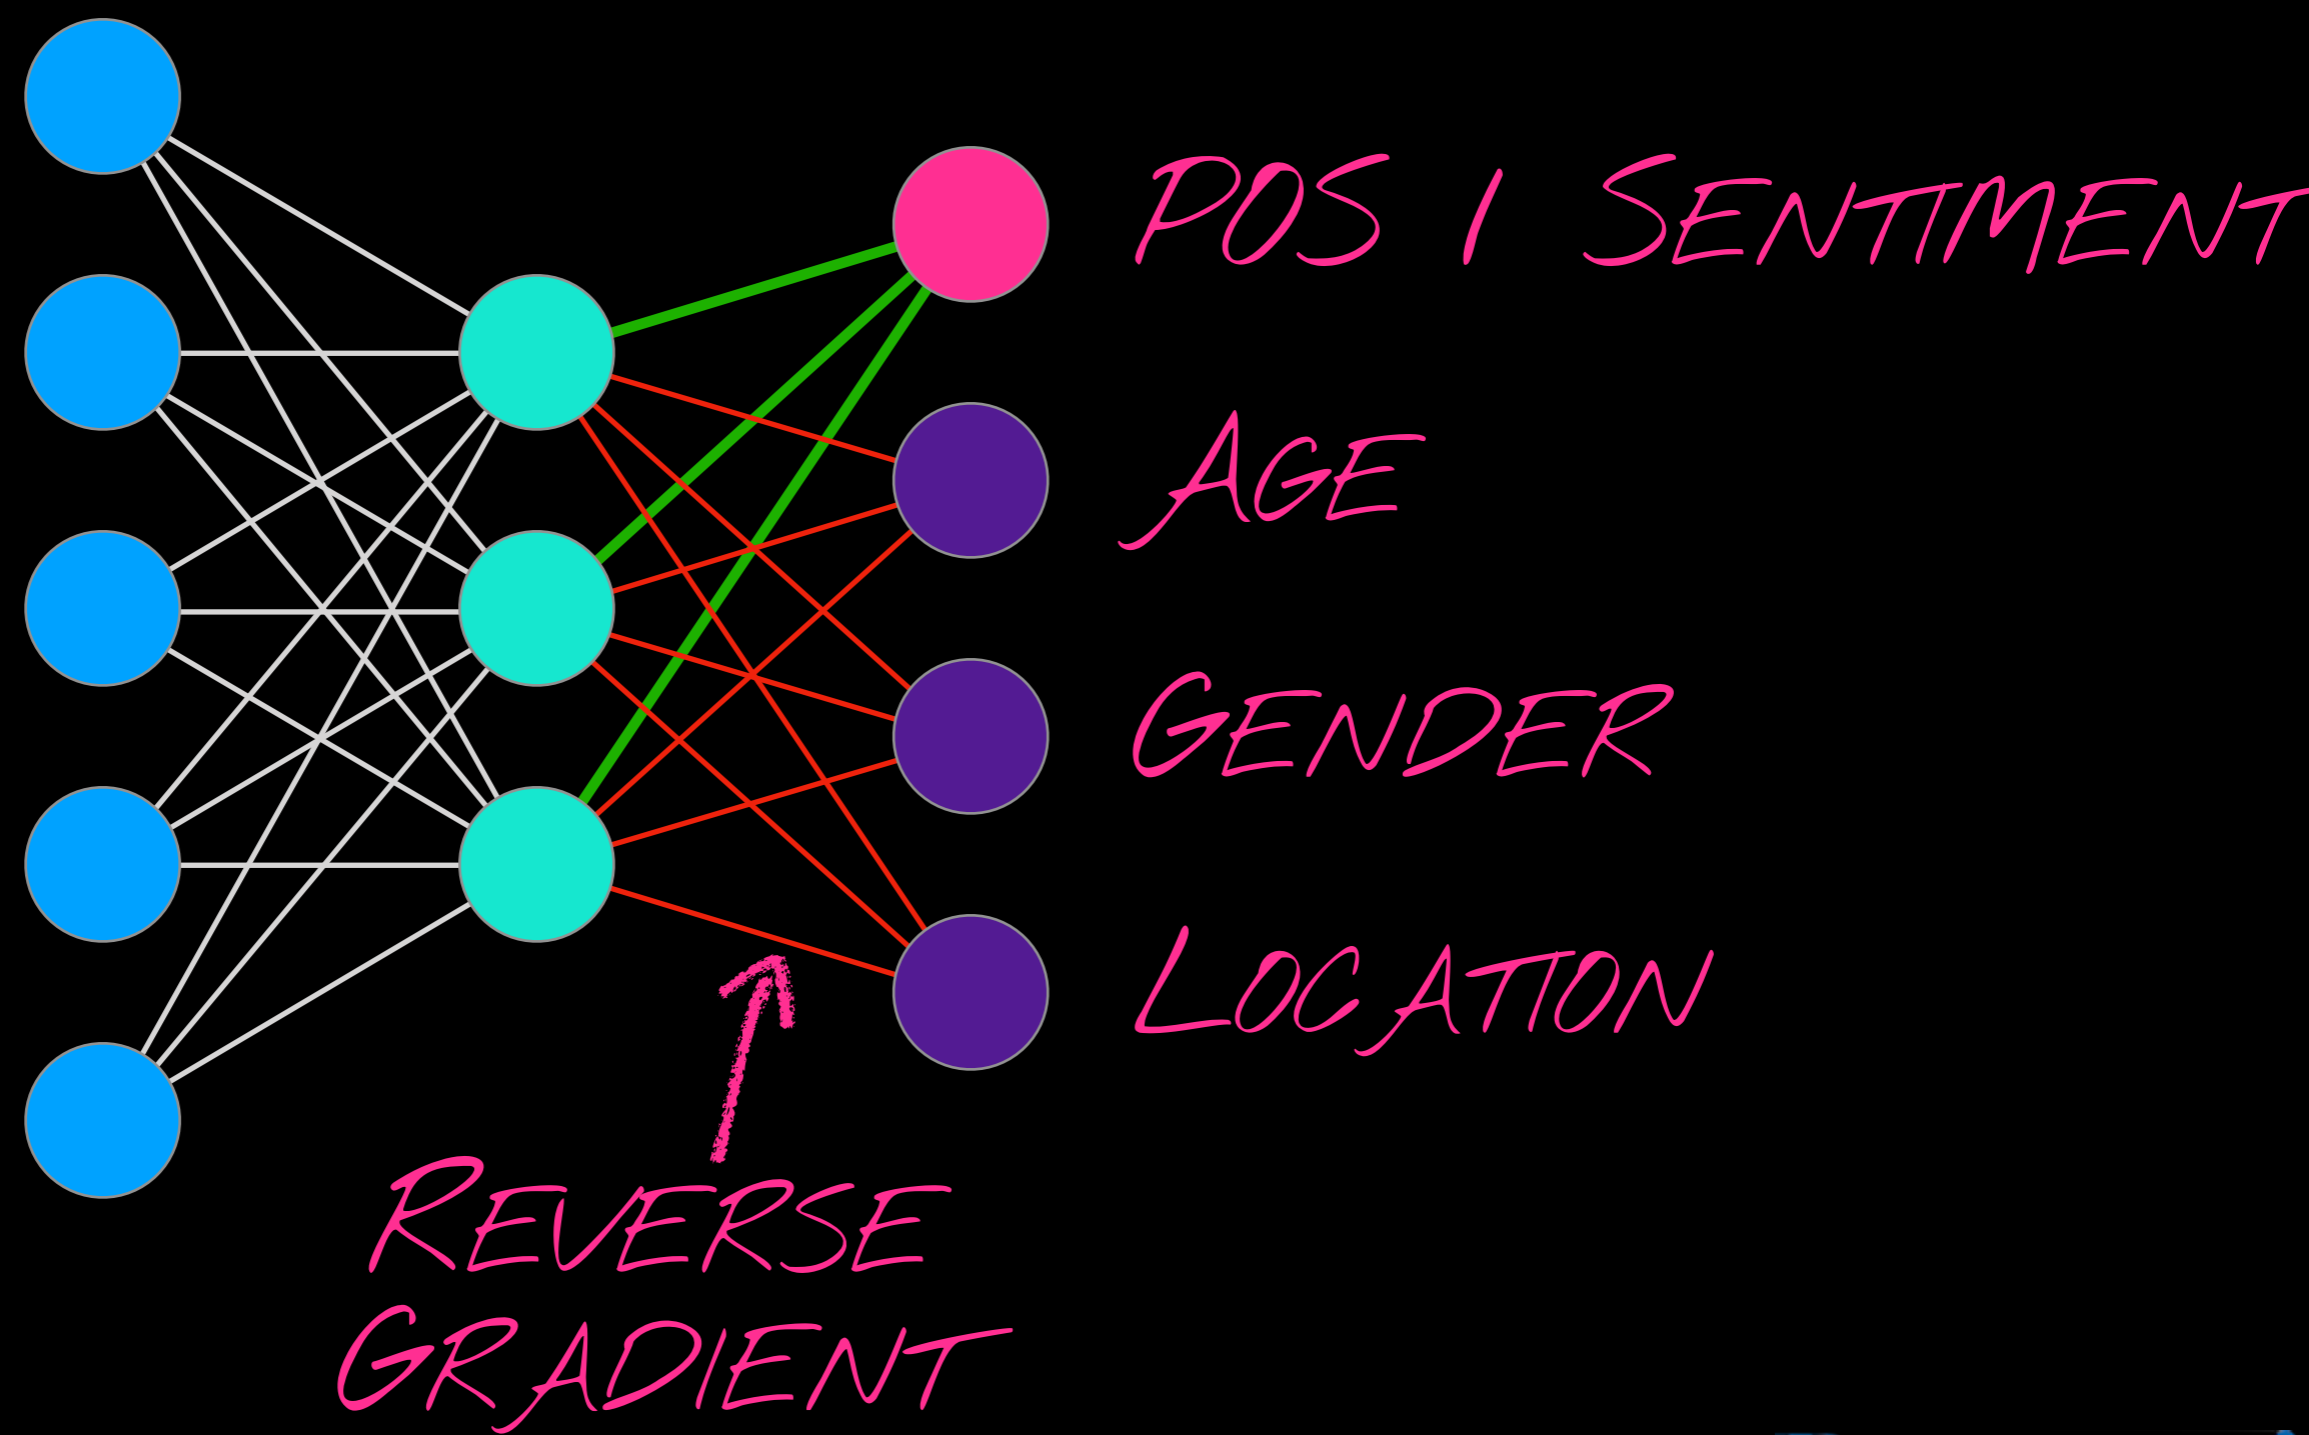 POS / SENTIMENT
AGE
GENDER
LOCATION
REVERSE
GRADIENT